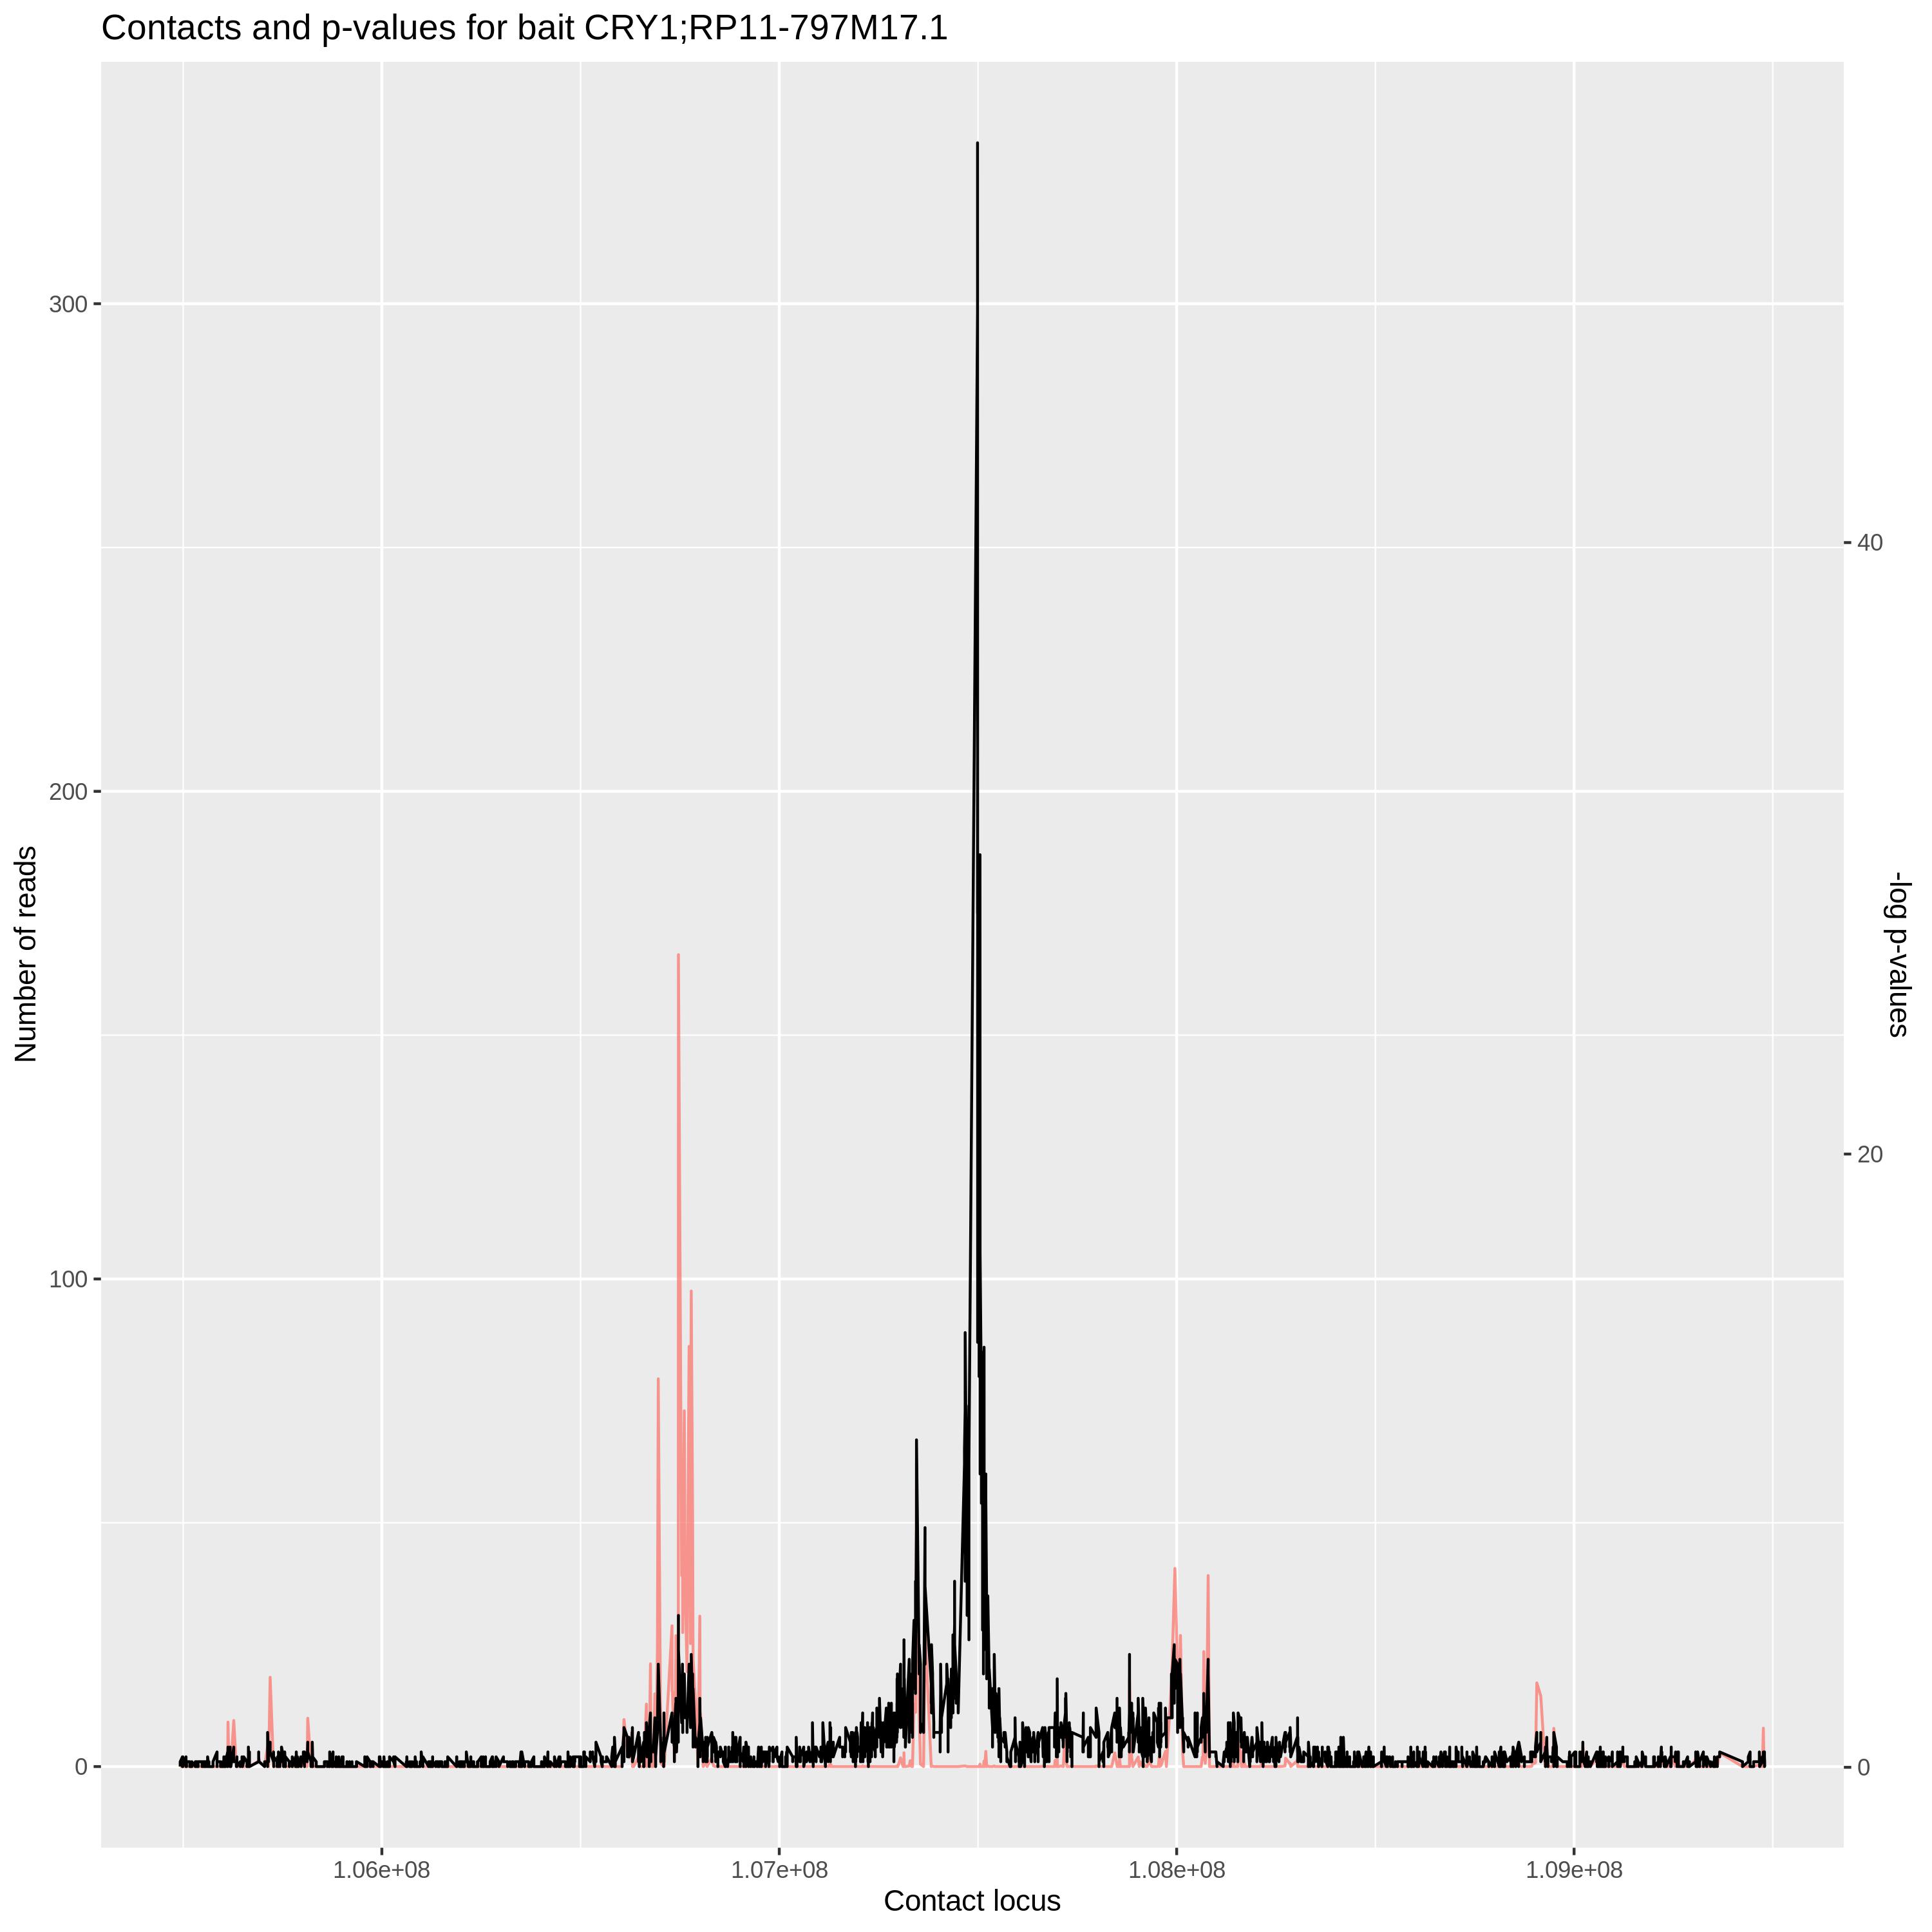 Contacts and p-values for bait CRY1;RP11-797M17.1
300
200
100
0
Number of reads
40
20
0
-log p-values
1.06e+08
1.07e+08
1.08e+08
1.09e+08
Contact locus